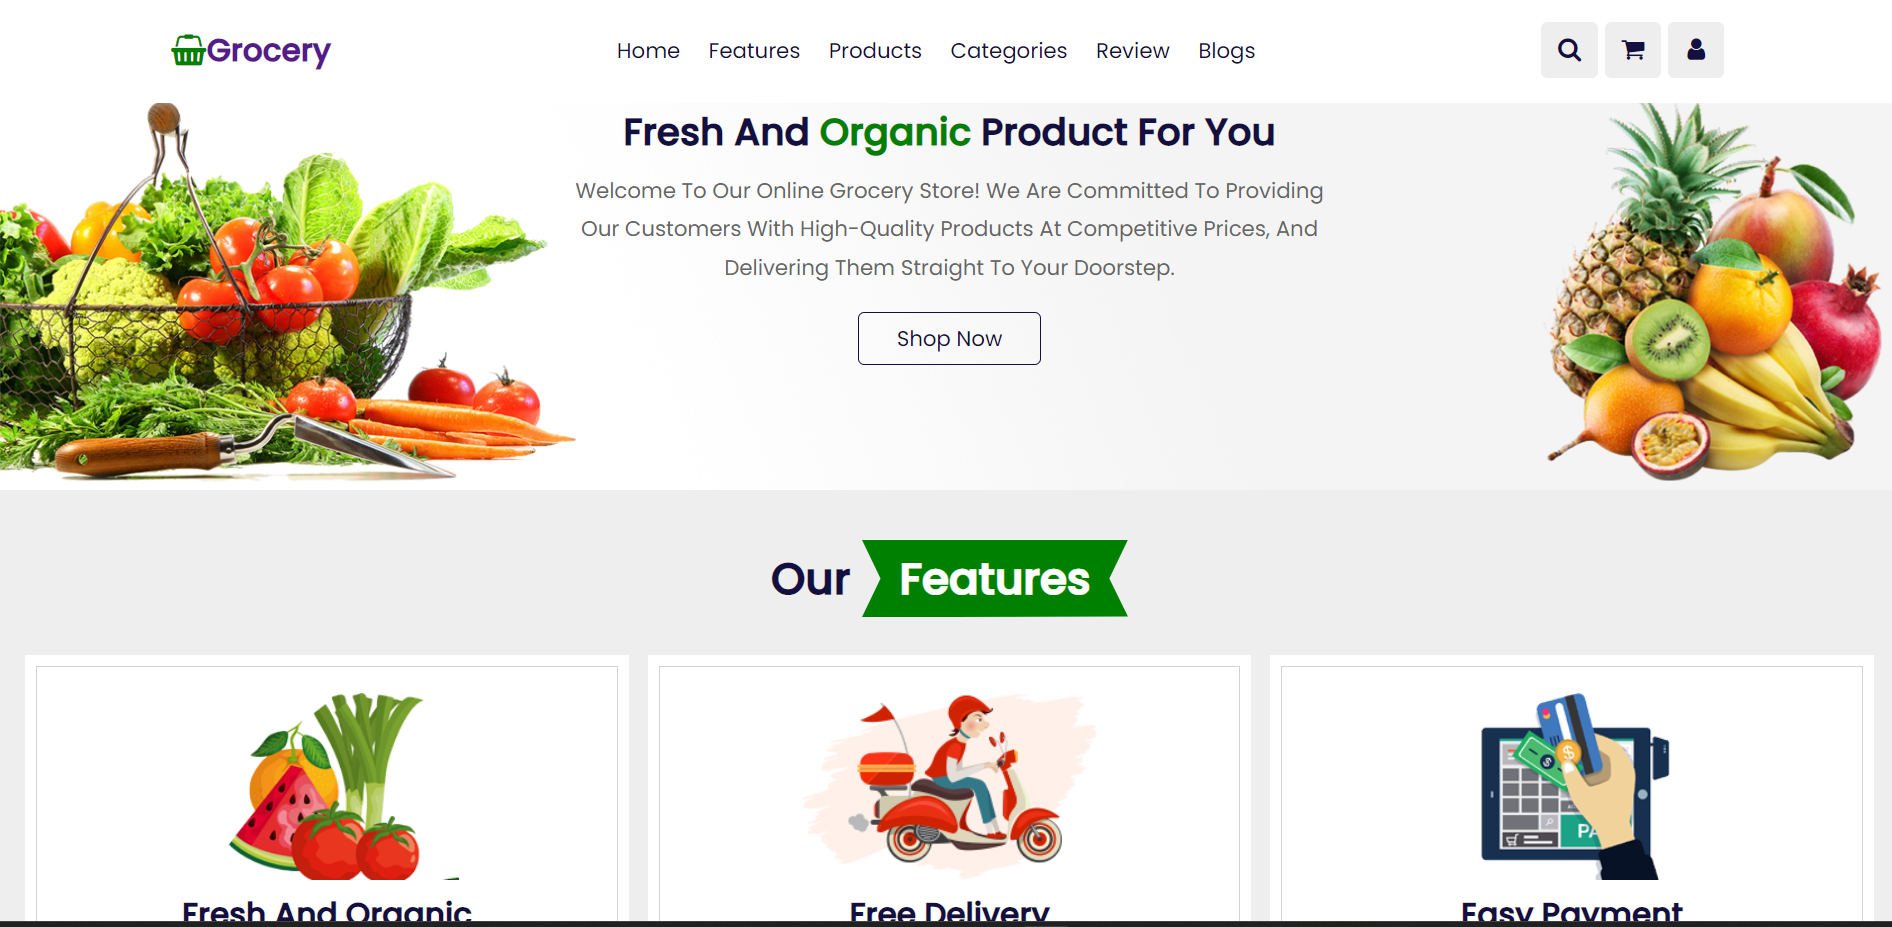 Grocery
Home Features Products Categories Review Blogs
Fresh And Organic Product For You
Welcome To Our Online Grocery Store! We Are Committed To Providing
Our Customers With High-Quality Products At Competitive Prices, And
Delivering Them Straight To Your Doorstep.
Shop Now
Our Features
PA
Fresh And Organic
Free Delivery
Easy Payment